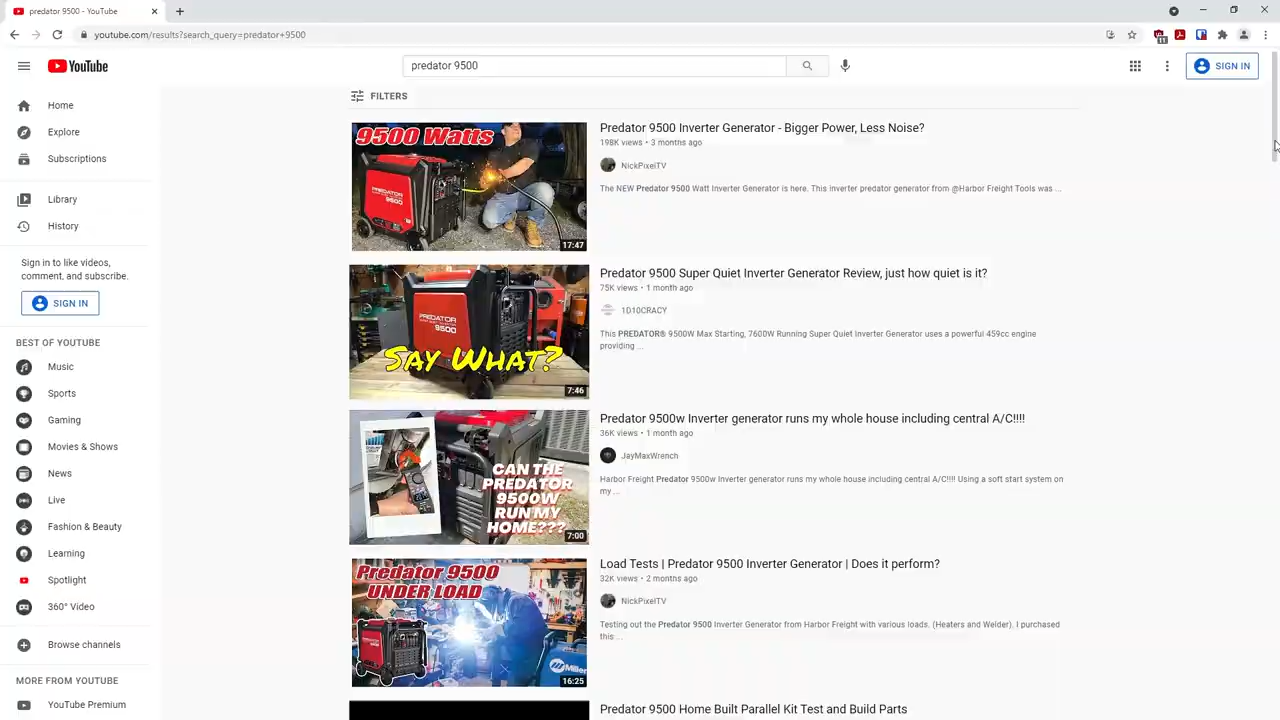 predator 9500 - YouTube
youtube.com/results?search_query=predator+9500
11
YouTube
predator 9500
SIGN IN
Home
Explore
Subscriptions
Library
History
Sign in to like videos,
comment, and subscribe.
SIGN IN
BEST OF YOUTUBE
Music
Sports
Gaming
Movies & Shows
News
Live
Fashion & Beauty
Learning
Spotlight
360° Video
Browse channels
MORE FROM YOUTUBE
YouTube Premium
FILTERS
9500 Watts
PREDATOR
9500
17:47
Predator 9500 Inverter Generator - Bigger Power, Less Noise?
198K views • 3 months ago
NickPixelTV
The NEW Predator 9500 Watt Inverter Generator is here. This inverter predator generator from @Harbor Freight Tools was ...
PREDATOR
9500
SAY WHAT?
7:46
Predator 9500 Super Quiet Inverter Generator Review, just how quiet is it?
75K views • 1 month ago
1D10CRACY
This PREDATOR® 9500W Max Starting, 7600W Running Super Quiet Inverter Generator uses a powerful 459cc engine
providing ...
CAN THE
PREDATOR
9500W
RUN MY
HOME???
7:00
Predator 9500w Inverter generator runs my whole house including central A/C!!!!
36K views • 1 month ago
JayMaxWrench
Harbor Freight Predator 9500w Inverter generator runs my whole house including central A/C!!!! Using a soft start system on
my ...
Predator 9500
UNDER LOAD
Miller
16:25
Load Tests | Predator 9500 Inverter Generator | Does it perform?
32K views • 2 months ago
NickPixelTV
Testing out the Predator 9500 Inverter Generator from Harbor Freight with various loads. (Heaters and Welder). I purchased
this ...
Predator 9500 Home Built Parallel Kit Test and Build Parts